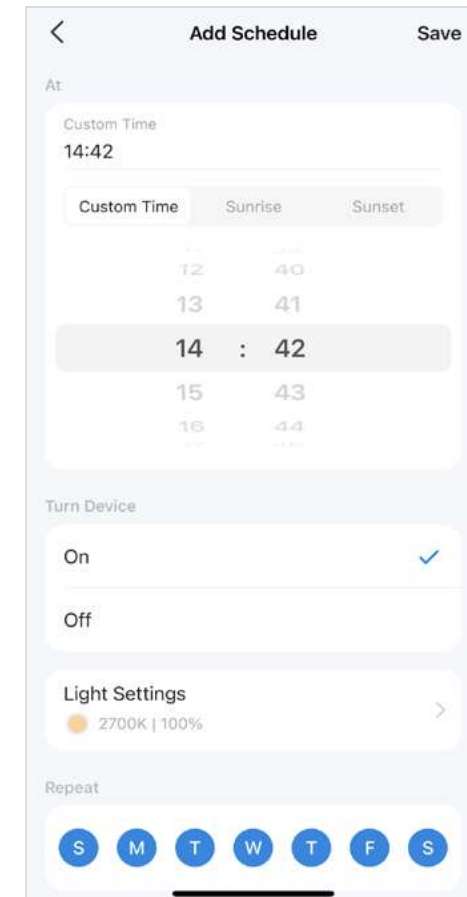 Add Schedule Save
At
Custom Time
14:42
Custom Time Sunrise Sunset
12 40
13 41
14 : 42
15 43
16 44
Turn Device
On
Off
Light Settings
2700K | 100%
Repeat
S M T W T F S